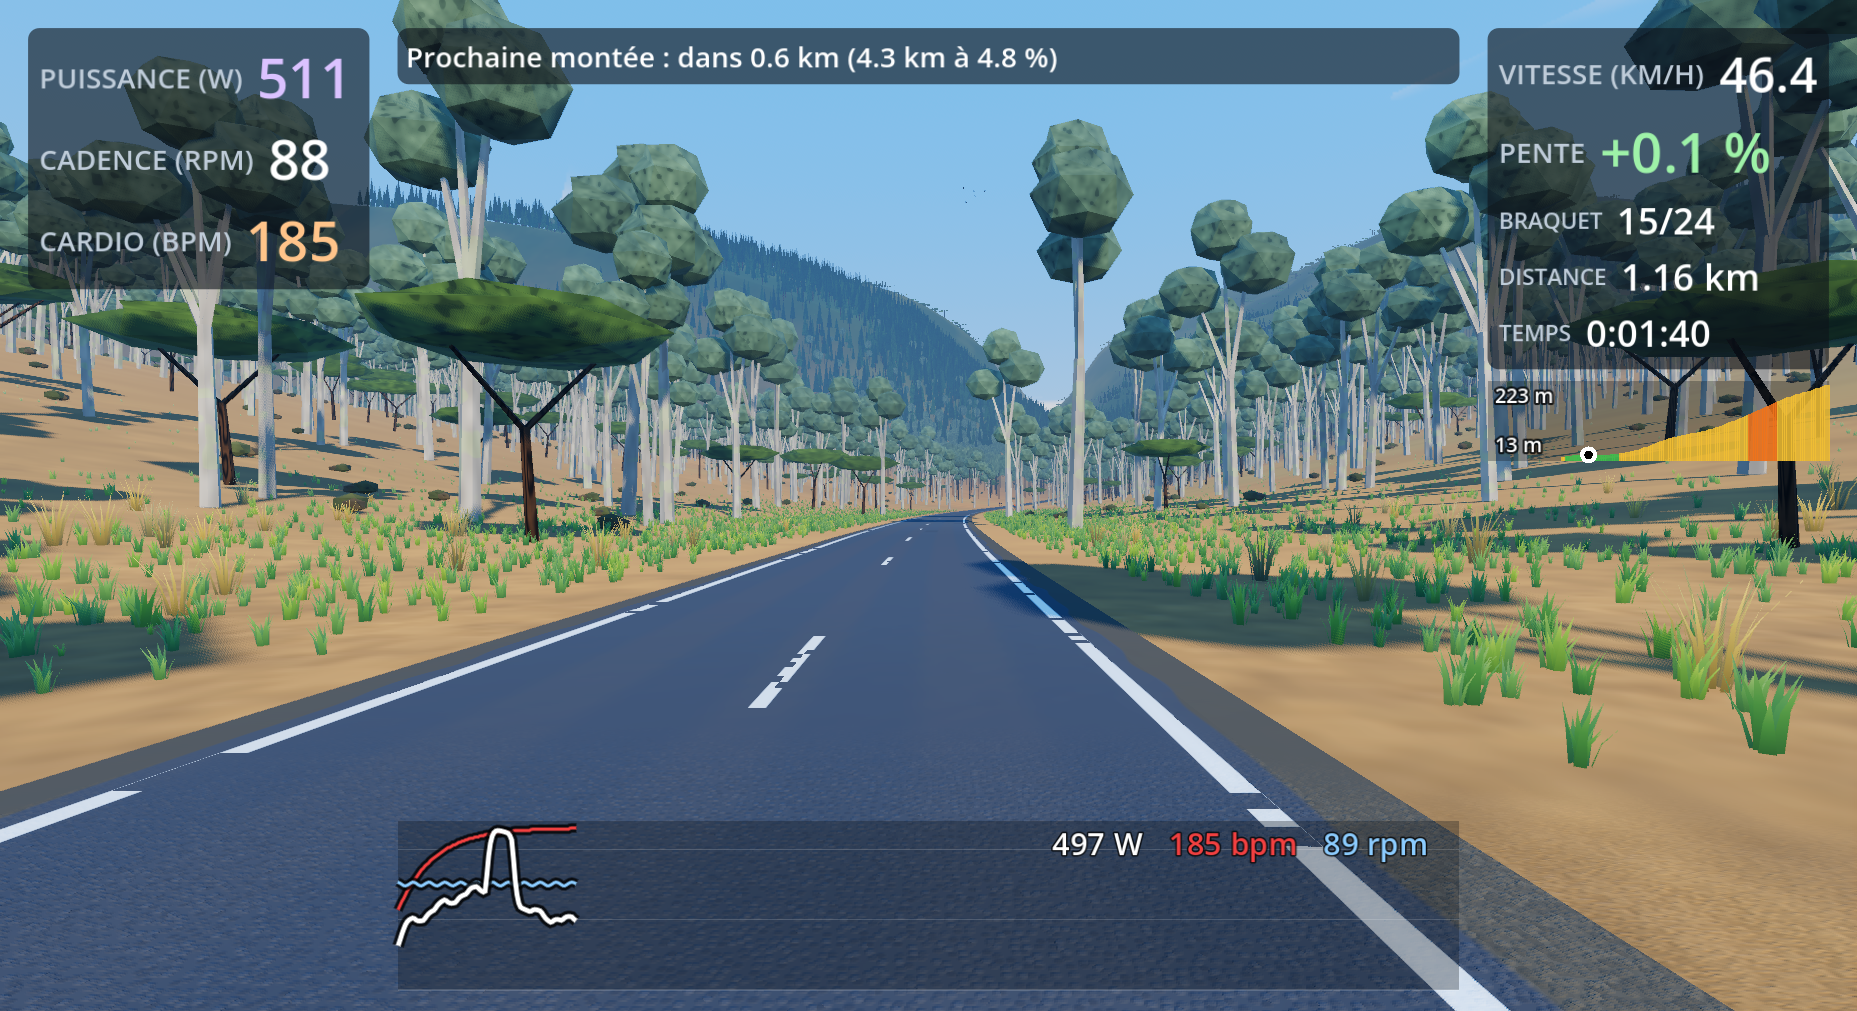 PUISSANCE (W) 511
CADENCE (RPM) 88
CARDIO (BPM) 185
Prochaine montée : dans 0.6 km (4.3 km à 4.8 %)
VITESSE (KM/H) 46.4
PENTE +0.1 %
BRAQUET 15/24
DISTANCE 1.16 km
TEMPS 0:01:40
223 m
13 m
497 W 185 bpm 89 rpm